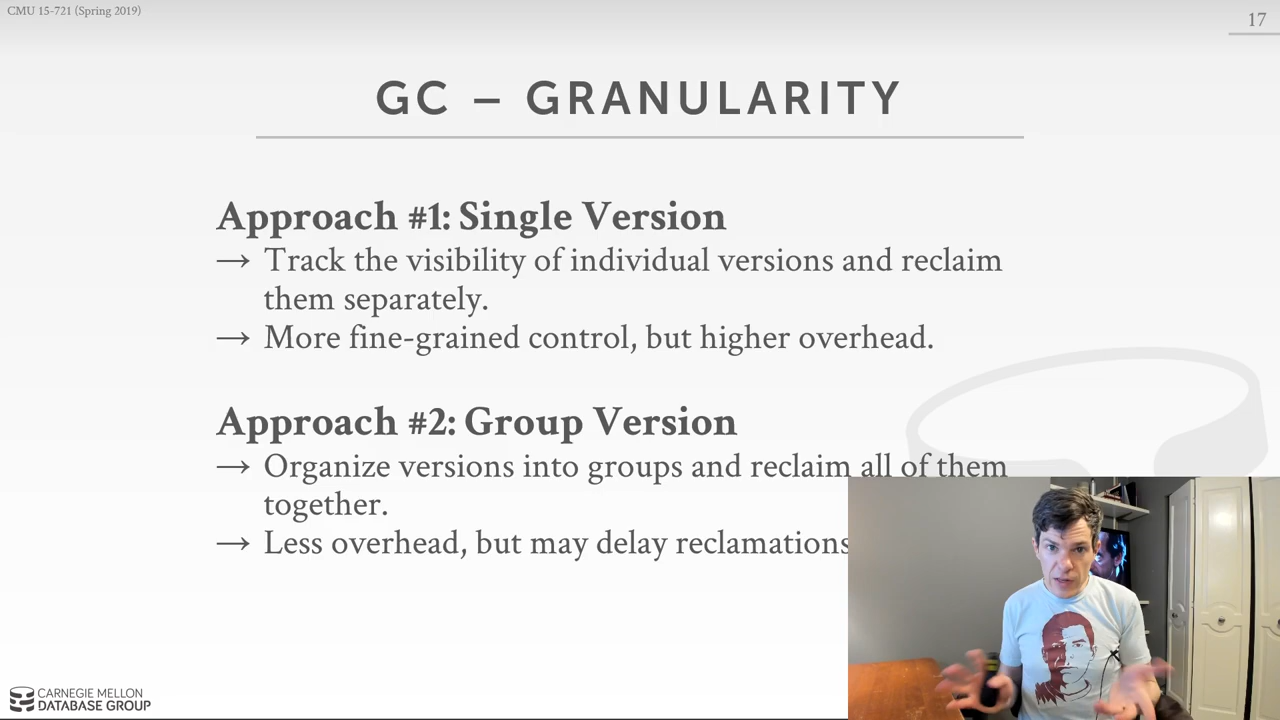 CMU 15-721 (Spring 2019)
17
GC – GRANULARITY
Approach #1: Single Version
→ Track the visibility of individual versions and reclaim
them separately.
→ More fine-grained control, but higher overhead.
Approach #2: Group Version
→ Organize versions into groups and reclaim all of them
together.
→ Less overhead, but may delay reclamations
CARNEGIE MELLON
DATABASE GROUP